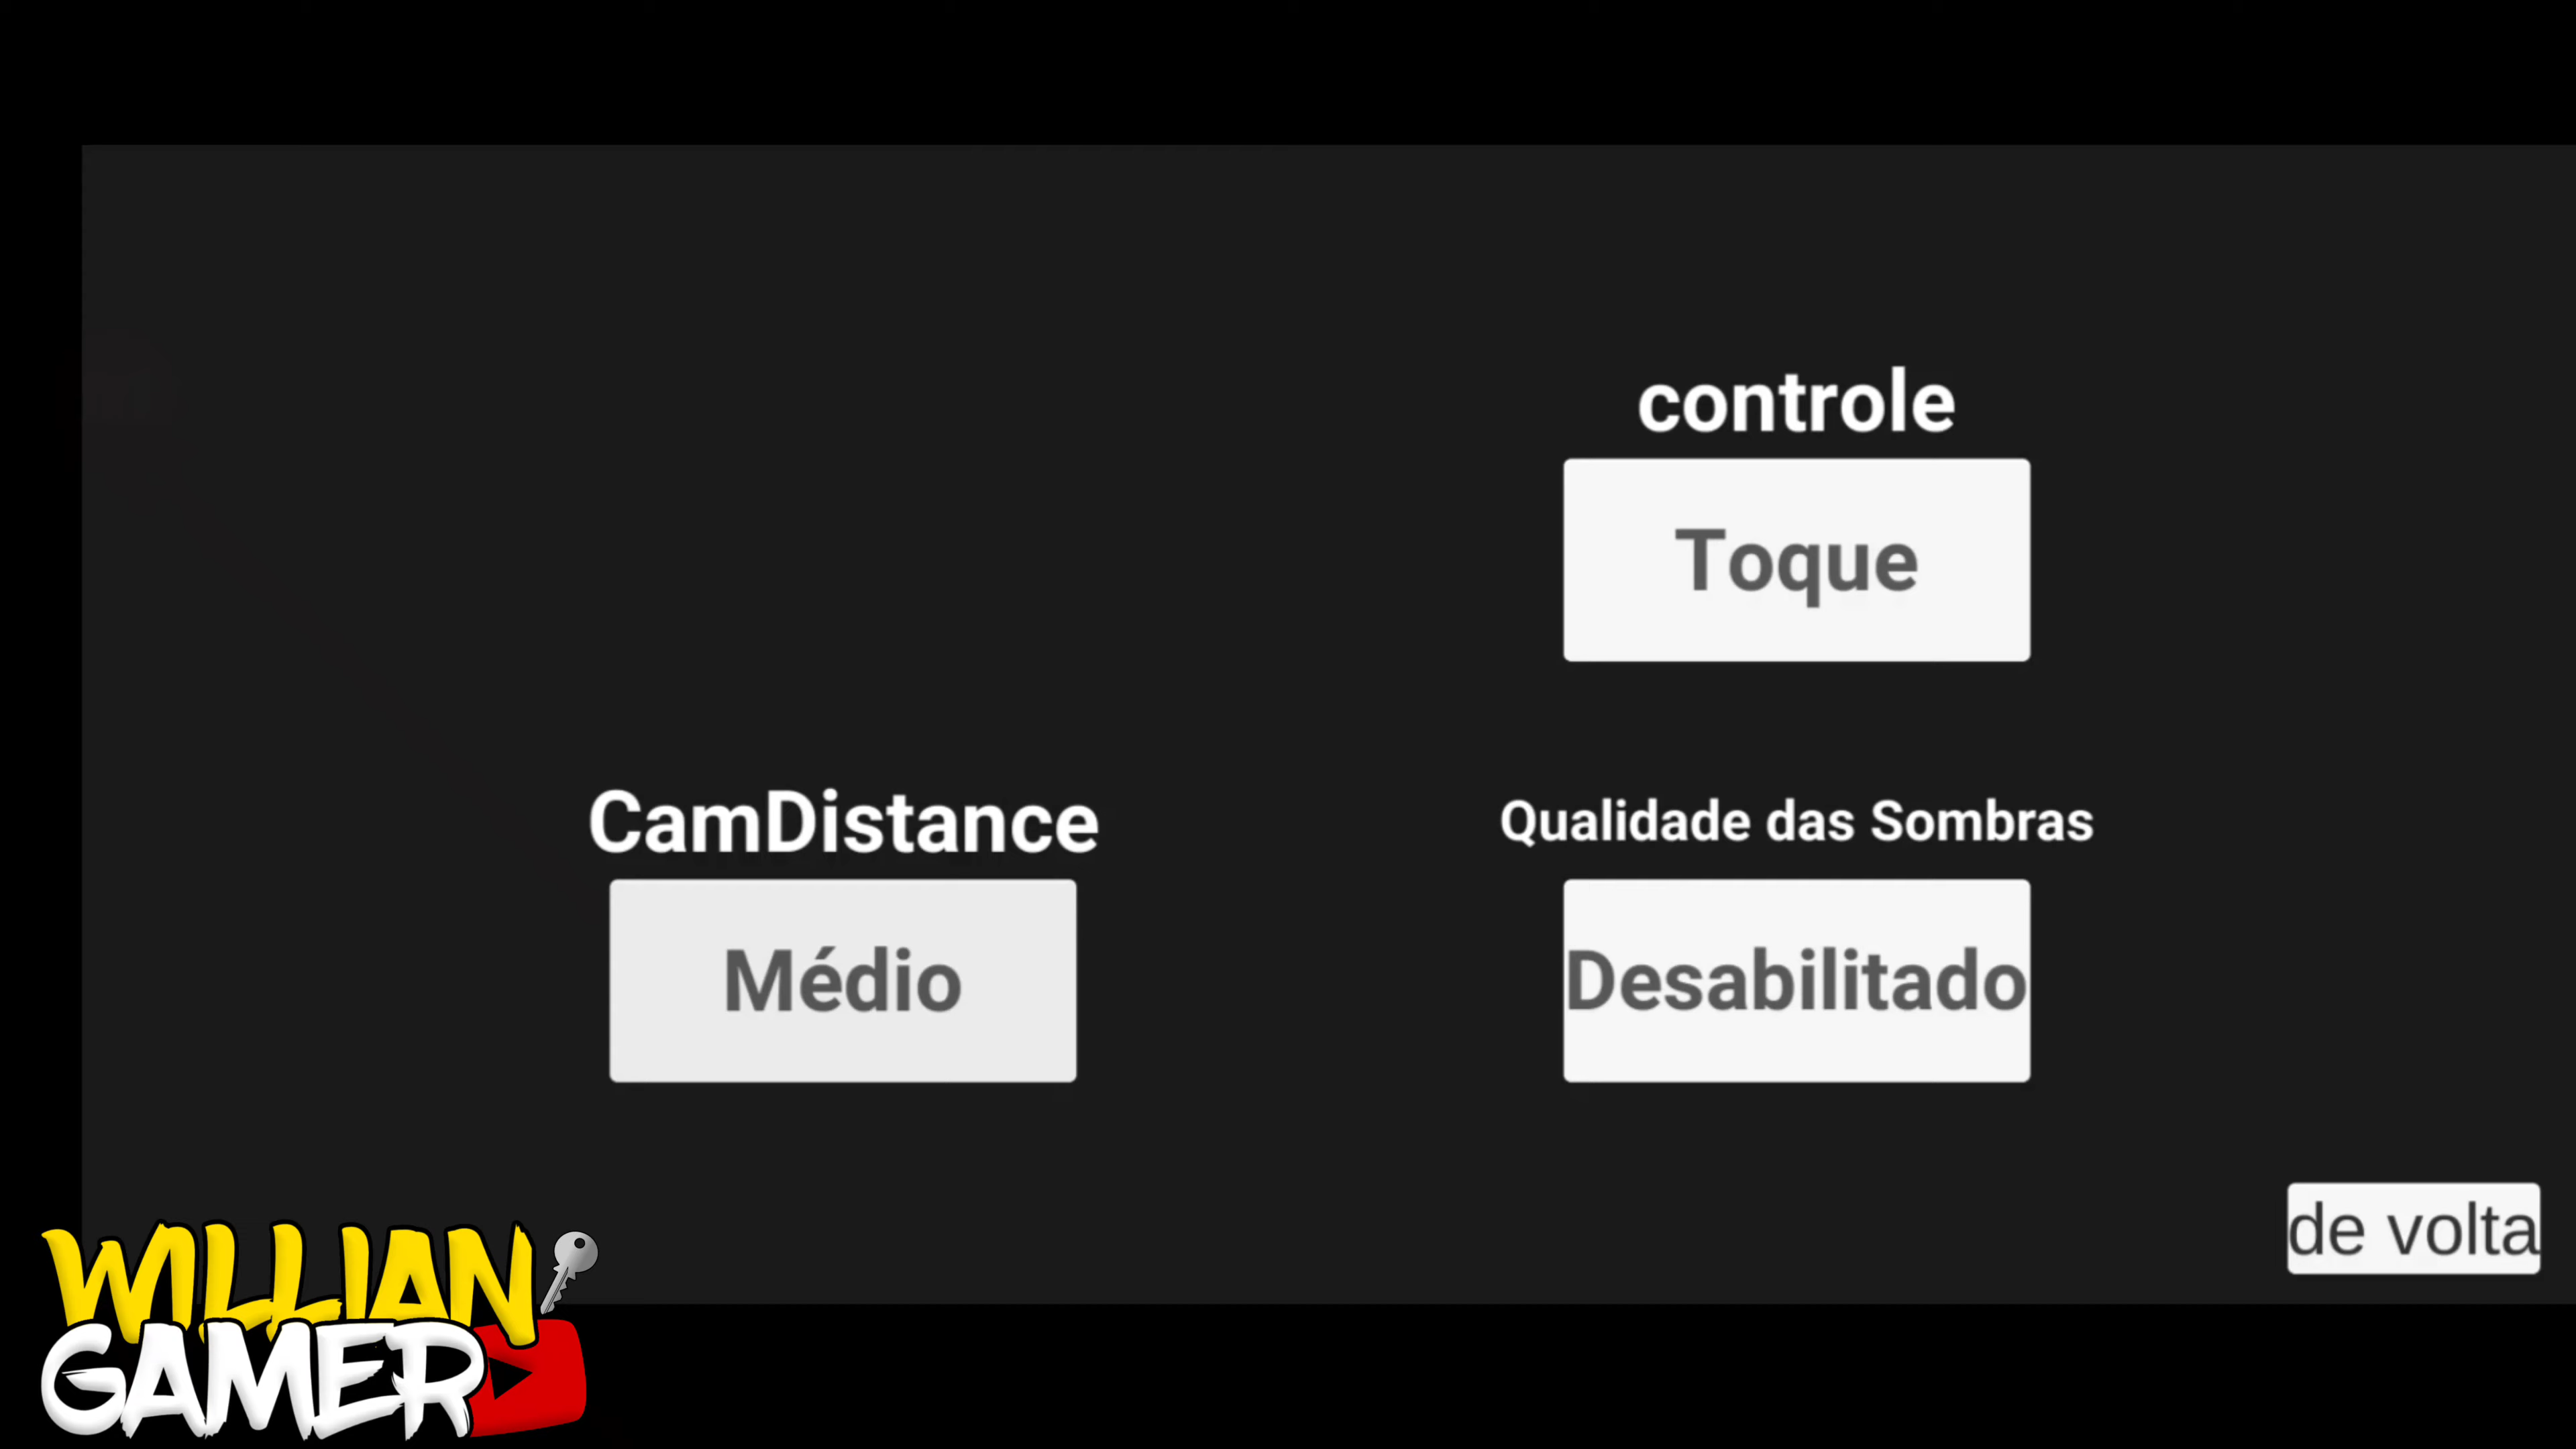 controle
Toque
CamDistance
Médio
Qualidade das Sombras
Desabilitado
de volta
WILLIAN
GAMER